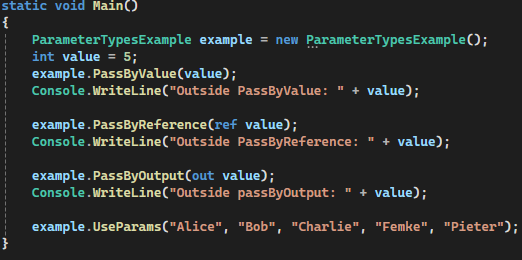 static void Main()
{
ParameterTypesExample example = new ParameterTypesExample();
int value = 5;
example.PassByValue(value);
Console.WriteLine("Outside PassByValue: " + value);
example.PassByReference(ref value);
Console.WriteLine("Outside PassByReference: " + value);
example.PassByOutput(out value);
Console.WriteLine("Outside passByOutput: " + value);
example.UseParams("Alice", "Bob", "Charlie", "Femke", "Pieter");
}